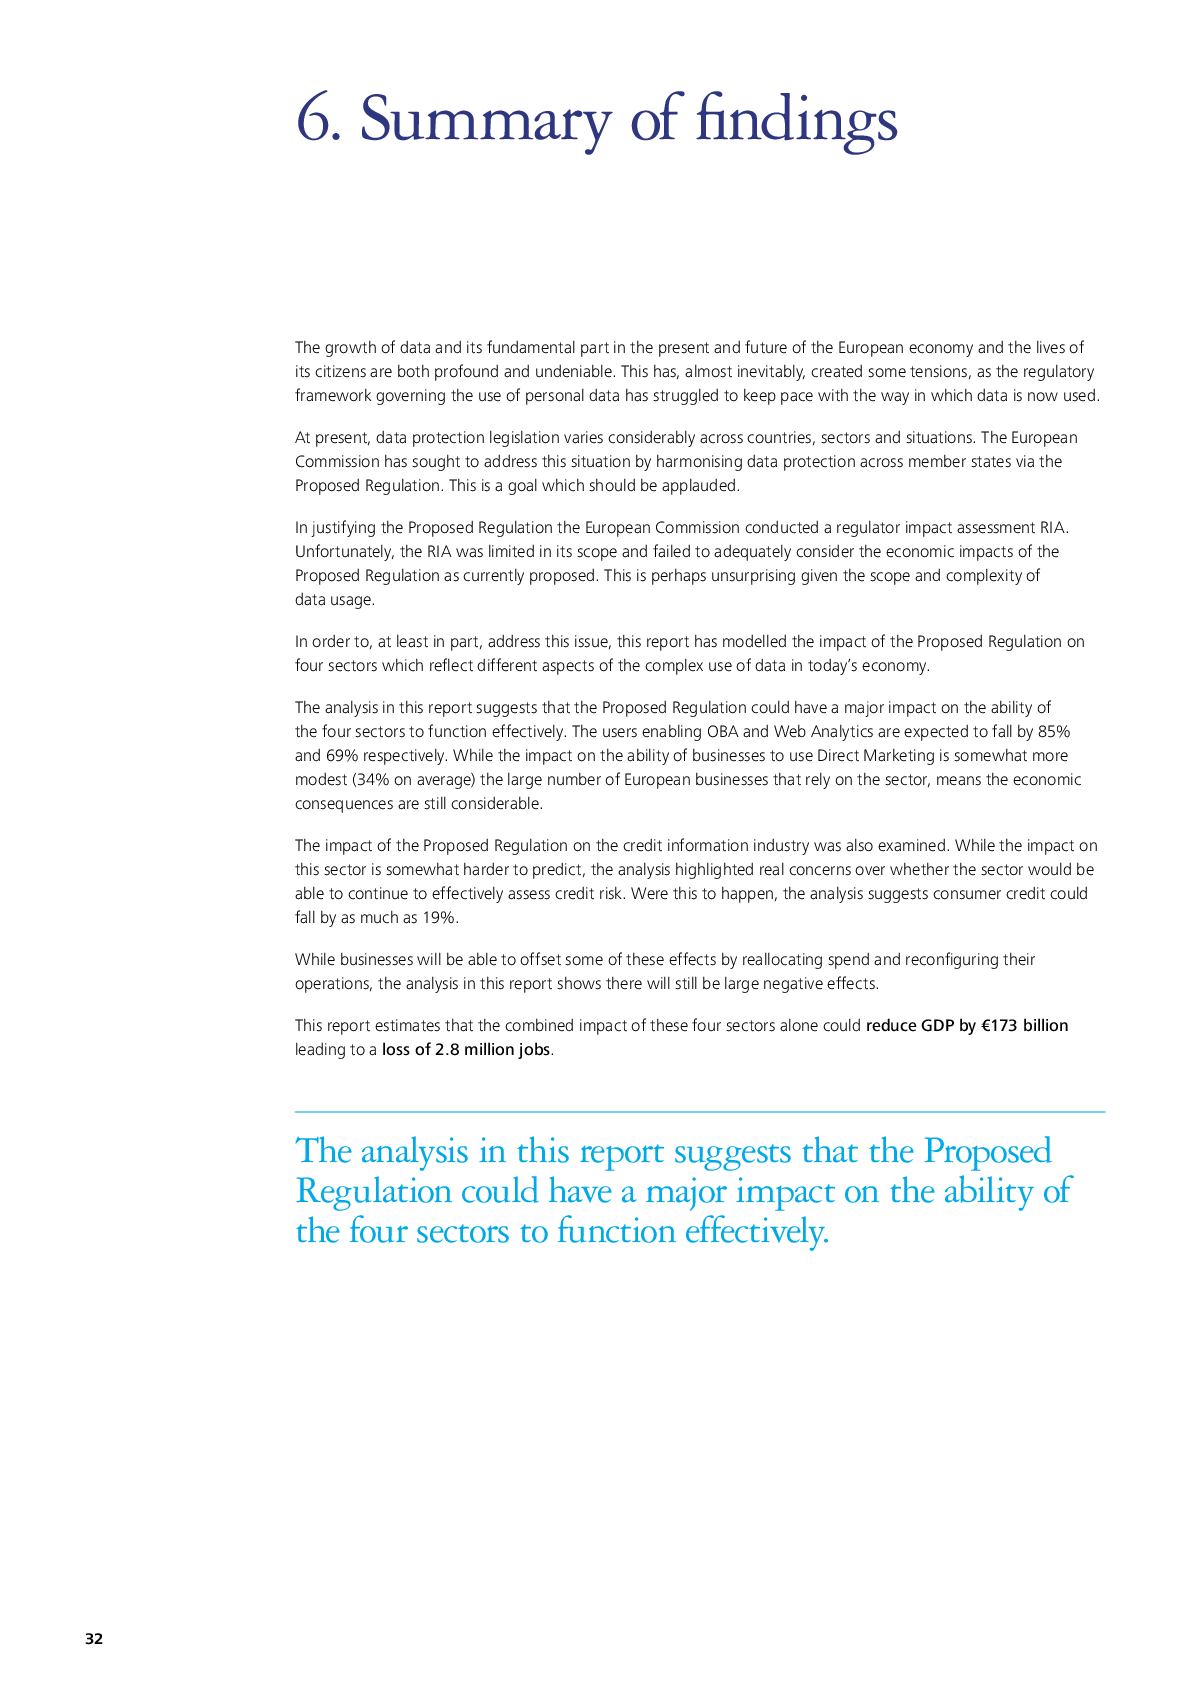 6. Summary of findings
The growth of data and its fundamental part in the present and future of the European economy and the lives of
its citizens are both profound and undeniable. This has, almost inevitably, created some tensions, as the regulatory
framework governing the use of personal data has struggled to keep pace with the way in which data is now used.
At present, data protection legislation varies considerably across countries, sectors and situations. The European
Commission has sought to address this situation by harmonising data protection across member states via the
Proposed Regulation. This is a goal which should be applauded.
In justifying the Proposed Regulation the European Commission conducted a regulator impact assessment RIA.
Unfortunately, the RIA was limited in its scope and failed to adequately consider the economic impacts of the
Proposed Regulation as currently proposed. This is perhaps unsurprising given the scope and complexity of
data usage.
In order to, at least in part, address this issue, this report has modelled the impact of the Proposed Regulation on
four sectors which reflect different aspects of the complex use of data in today’s economy.
The analysis in this report suggests that the Proposed Regulation could have a major impact on the ability of
the four sectors to function effectively. The users enabling OBA and Web Analytics are expected to fall by 85%
and 69% respectively. While the impact on the ability of businesses to use Direct Marketing is somewhat more
modest (34% on average) the large number of European businesses that rely on the sector, means the economic
consequences are still considerable.
The impact of the Proposed Regulation on the credit information industry was also examined. While the impact on
this sector is somewhat harder to predict, the analysis highlighted real concerns over whether the sector would be
able to continue to effectively assess credit risk. Were this to happen, the analysis suggests consumer credit could
fall by as much as 19%.
While businesses will be able to offset some of these effects by reallocating spend and reconfiguring their
operations, the analysis in this report shows there will still be large negative effects.
This report estimates that the combined impact of these four sectors alone could reduce GDP by €173 billion
leading to a loss of 2.8 million jobs.
The analysis in this report suggests that the Proposed
Regulation could have a major impact on the ability of
the four sectors to function effectively.
32